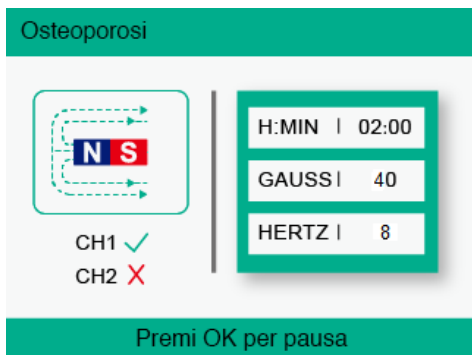 Osteoporosi
N S
CH1 ✓
CH2 X
H:MIN | 02:00
GAUSS | 40
HERTZ | 8
Premi OK per pausa